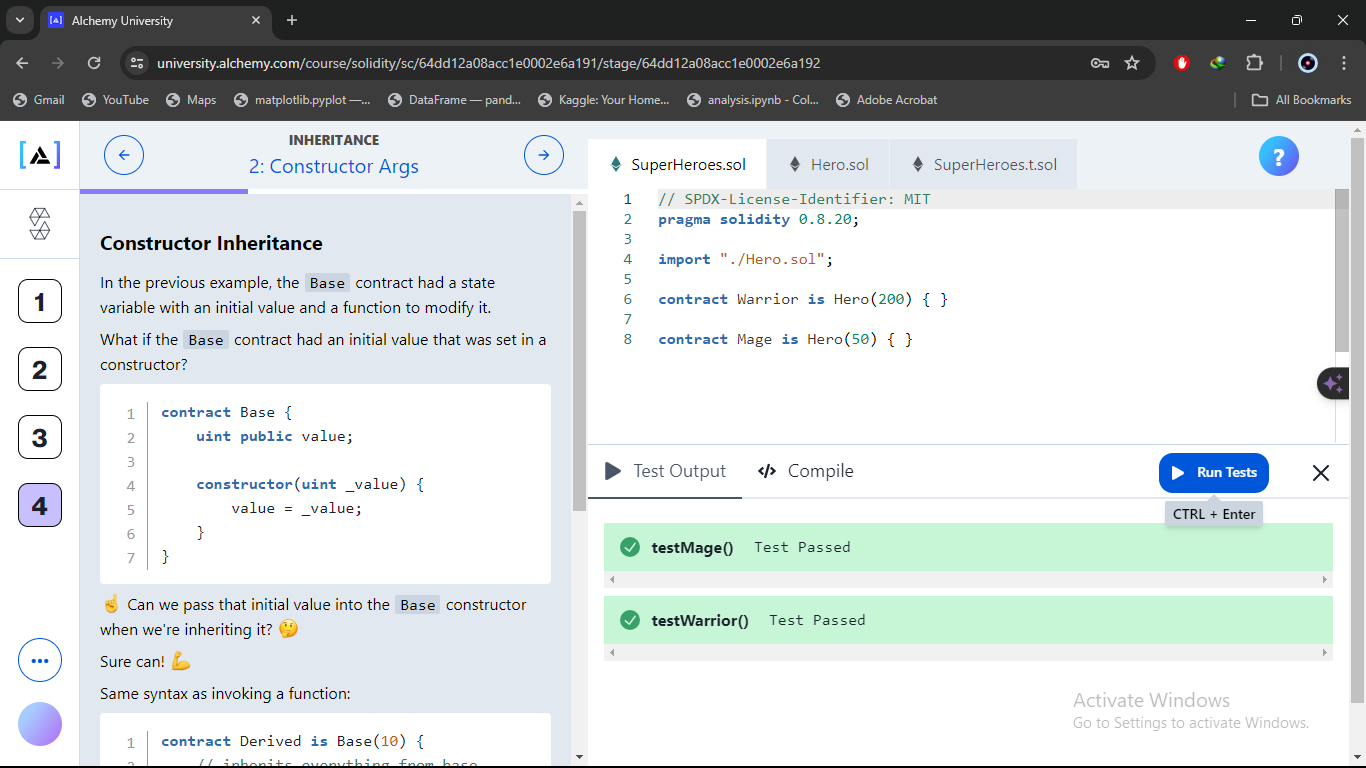 Alchemy University
university.alchemy.com/course/solidity/sc/64dd12a08acc1e0002e6a191/stage/64dd12a08acc1e0002e6a192
Gmail
YouTube
Maps
matplotlib.pyplot —...
DataFrame — pand...
Kaggle: Your Home...
analysis.ipynb - Col...
Adobe Acrobat
All Bookmarks
[A]
1
2
3
4
INHERITANCE
2: Constructor Args
Constructor Inheritance
In the previous example, the Base contract had a state
variable with an initial value and a function to modify it.
What if the Base contract had an initial value that was set in a
constructor?
1 contract Base {
2 uint public value;
3
4 constructor(uint _value) {
5 value = _value;
6 }
7 }
☝️ Can we pass that initial value into the Base constructor
when we're inheriting it? 🤔
Sure can! 💪
Same syntax as invoking a function:
1 contract Derived is Base(10) {
2 // inherits everything from base
SuperHeroes.sol
Hero.sol
SuperHeroes.t.sol
?
1 // SPDX-License-Identifier: MIT
2 pragma solidity 0.8.20;
3
4 import "./Hero.sol";
5
6 contract Warrior is Hero(200) { }
7
8 contract Mage is Hero(50) { }
Test Output
Compile
Run Tests
CTRL + Enter
testMage() Test Passed
testWarrior() Test Passed
Activate Windows
Go to Settings to activate Windows.